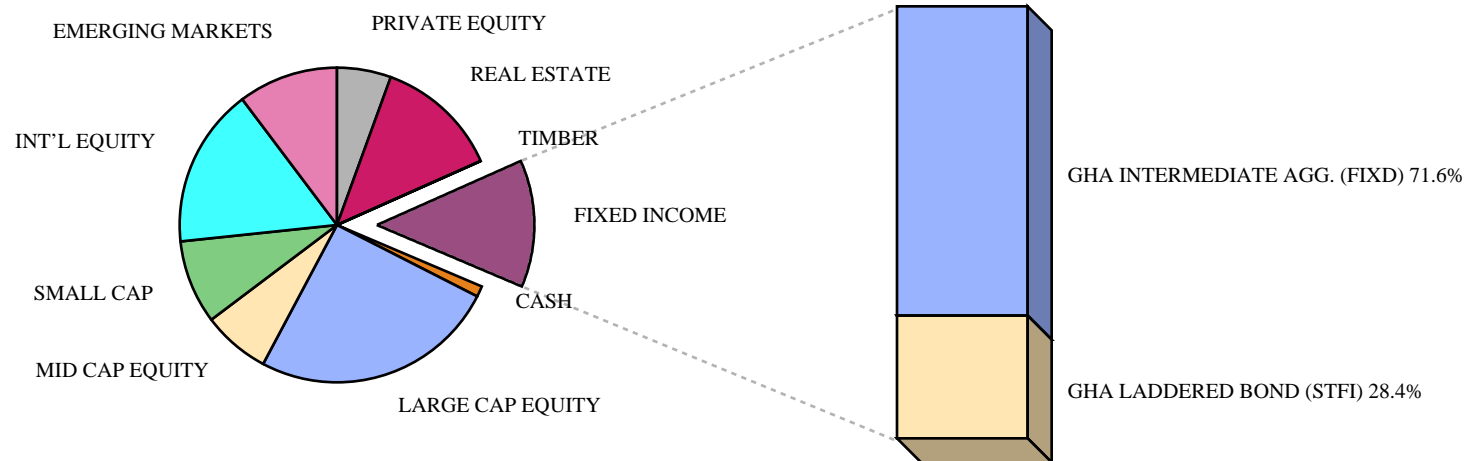 PRIVATE EQUITY
EMERGING MARKETS
REAL ESTATE
INT'L EQUITY
TIMBER
GHA INTERMEDIATE AGG. (FIXD) 71.6%
FIXED INCOME
SMALL CAP
CASH
MID CAP EQUITY
GHA LADDERED BOND (STFI) 28.4%
LARGE CAP EQUITY